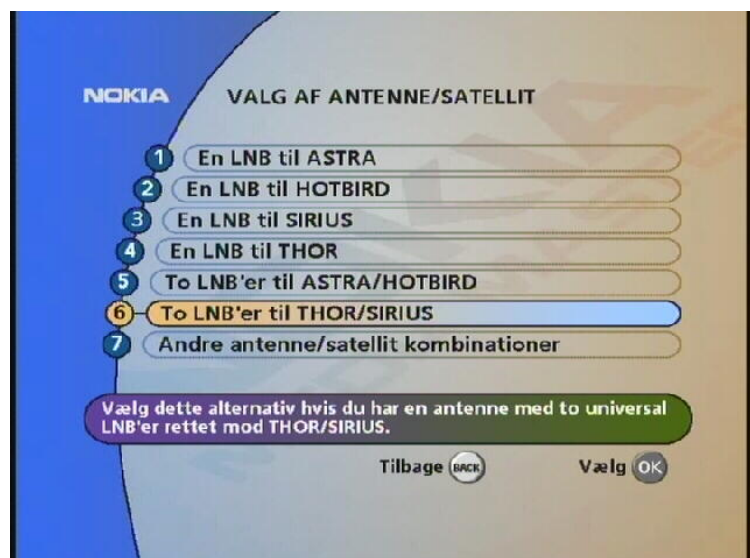 NOKIA VALG AF ANTENNE/SATELLIT
1 En LNB til ASTRA
2 En LNB til HOTBIRD
3 En LNB til SIRIUS
4 En LNB til THOR
5 To LNB'er til ASTRA/HOTBIRD
6 To LNB'er til THOR/SIRIUS
7 Andre antenne/satellit kombinationer
Vælg dette alternativ hvis du har en antenne med to universal
LNB'er rettet mod THOR/SIRIUS.
Tilbage BACK Vælg OK